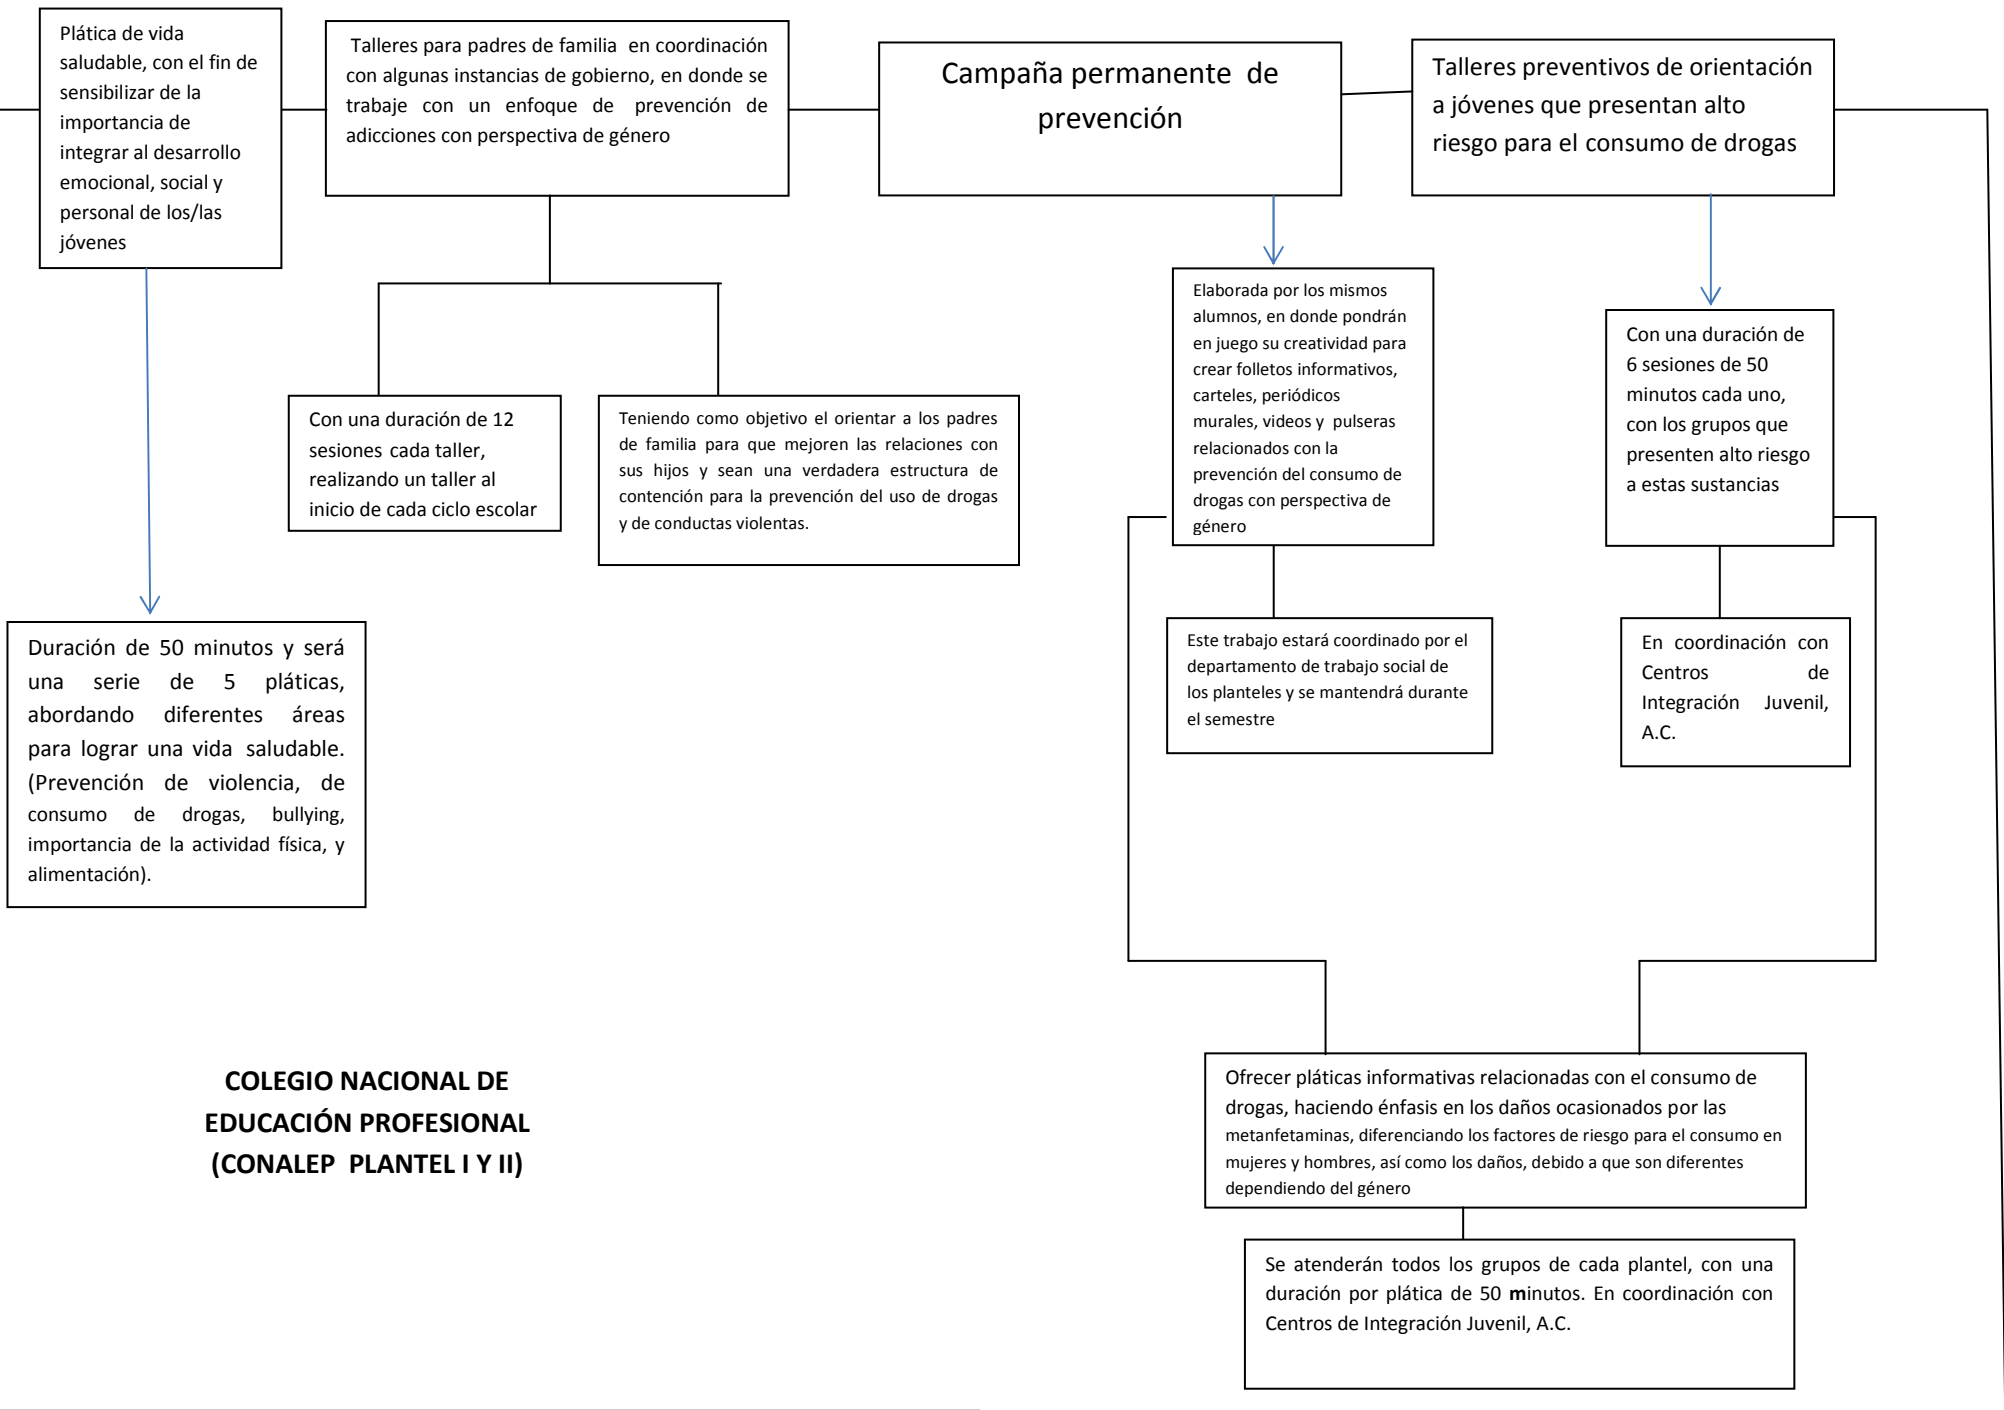 Plática de vida
saludable, con el fin de
sensibilizar de la
importancia de
integrar al desarrollo
emocional, social y
personal de los/las
jóvenes
Talleres para padres de familia en coordinación
con algunas instancias de gobierno, en donde se
trabaje con un enfoque de prevención de
adicciones con perspectiva de género
Campaña permanente de
prevención
Talleres preventivos de orientación
a jóvenes que presentan alto
riesgo para el consumo de drogas
Elaborada por los mismos
alumnos, en donde pondrán
en juego su creatividad para
crear folletos informativos,
carteles, periódicos
murales, videos y pulseras
relacionados con la
prevención del consumo de
drogas con perspectiva de
género
Con una duración de
6 sesiones de 50
minutos cada uno,
con los grupos que
presenten alto riesgo
a estas sustancias
Con una duración de 12
sesiones cada taller,
realizando un taller al
inicio de cada ciclo escolar
Teniendo como objetivo el orientar a los padres
de familia para que mejoren las relaciones con
sus hijos y sean una verdadera estructura de
contención para la prevención del uso de drogas
y de conductas violentas.
Duración de 50 minutos y será
una serie de 5 pláticas,
abordando diferentes áreas
para lograr una vida saludable.
(Prevención de violencia, de
consumo de drogas, bullying,
importancia de la actividad física, y
alimentación).
Este trabajo estará coordinado por el
departamento de trabajo social de
los planteles y se mantendrá durante
el semestre
En coordinación con
Centros de
Integración Juvenil,
A.C.
COLEGIO NACIONAL DE
EDUCACIÓN PROFESIONAL
(CONALEP PLANTEL I Y II)
Ofrecer pláticas informativas relacionadas con el consumo de
drogas, haciendo énfasis en los daños ocasionados por las
metanfetaminas, diferenciando los factores de riesgo para el consumo en
mujeres y hombres, así como los daños, debido a que son diferentes
dependiendo del género
Se atenderán todos los grupos de cada plantel, con una
duración por plática de 50 minutos. En coordinación con
Centros de Integración Juvenil, A.C.